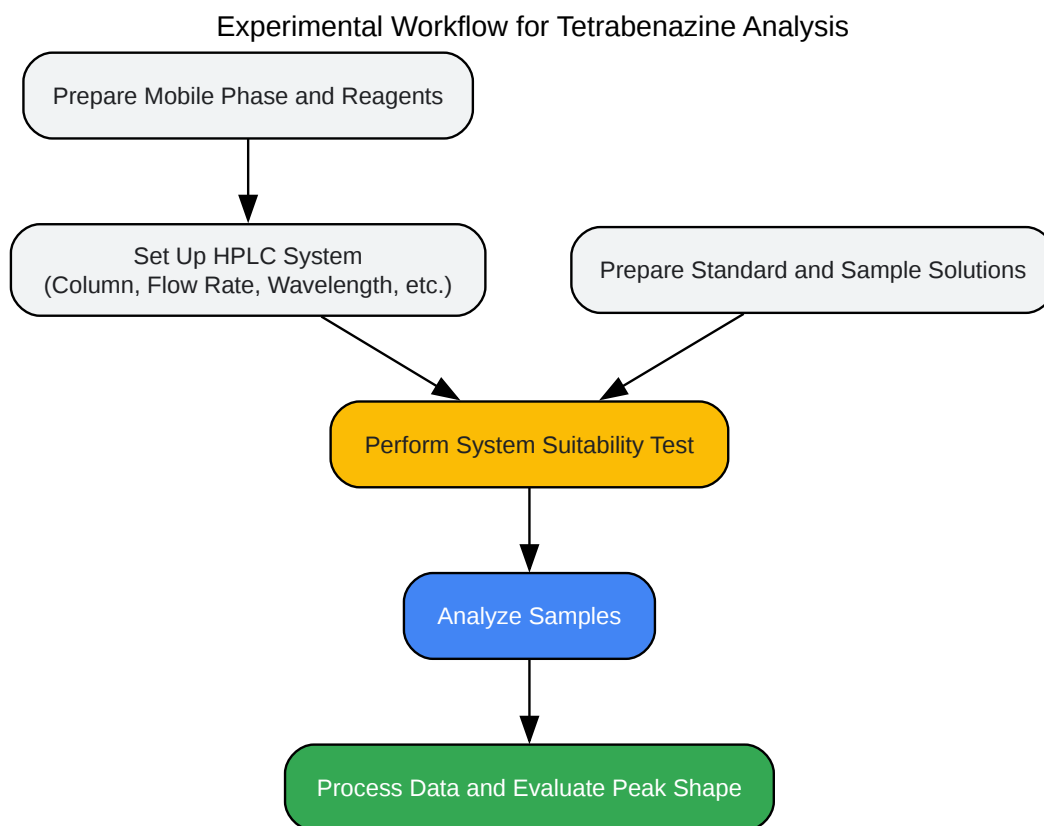 Experimental Workflow for Tetrabenazine Analysis
Prepare Mobile Phase and Reagents
Set Up HPLC System
(Column, Flow Rate, Wavelength, etc.)
Prepare Standard and Sample Solutions
Perform System Suitability Test
Analyze Samples
Process Data and Evaluate Peak Shape